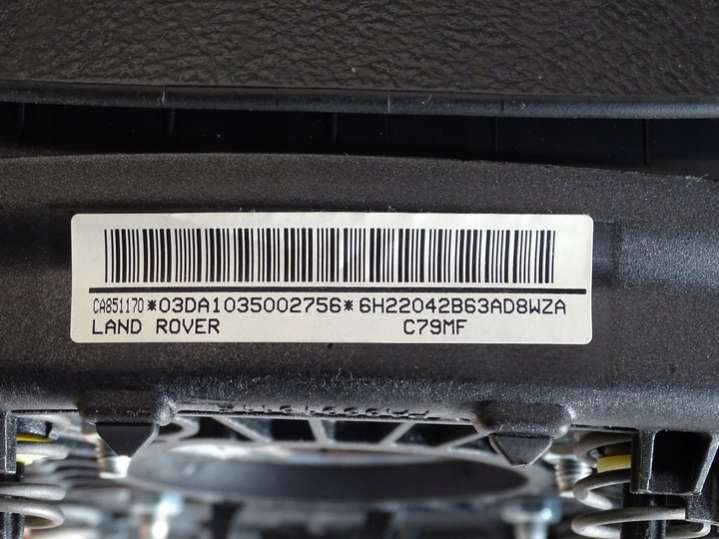 CA851170*03DA1035002756*6H22042B63AD8WZA
LAND ROVER C79MF